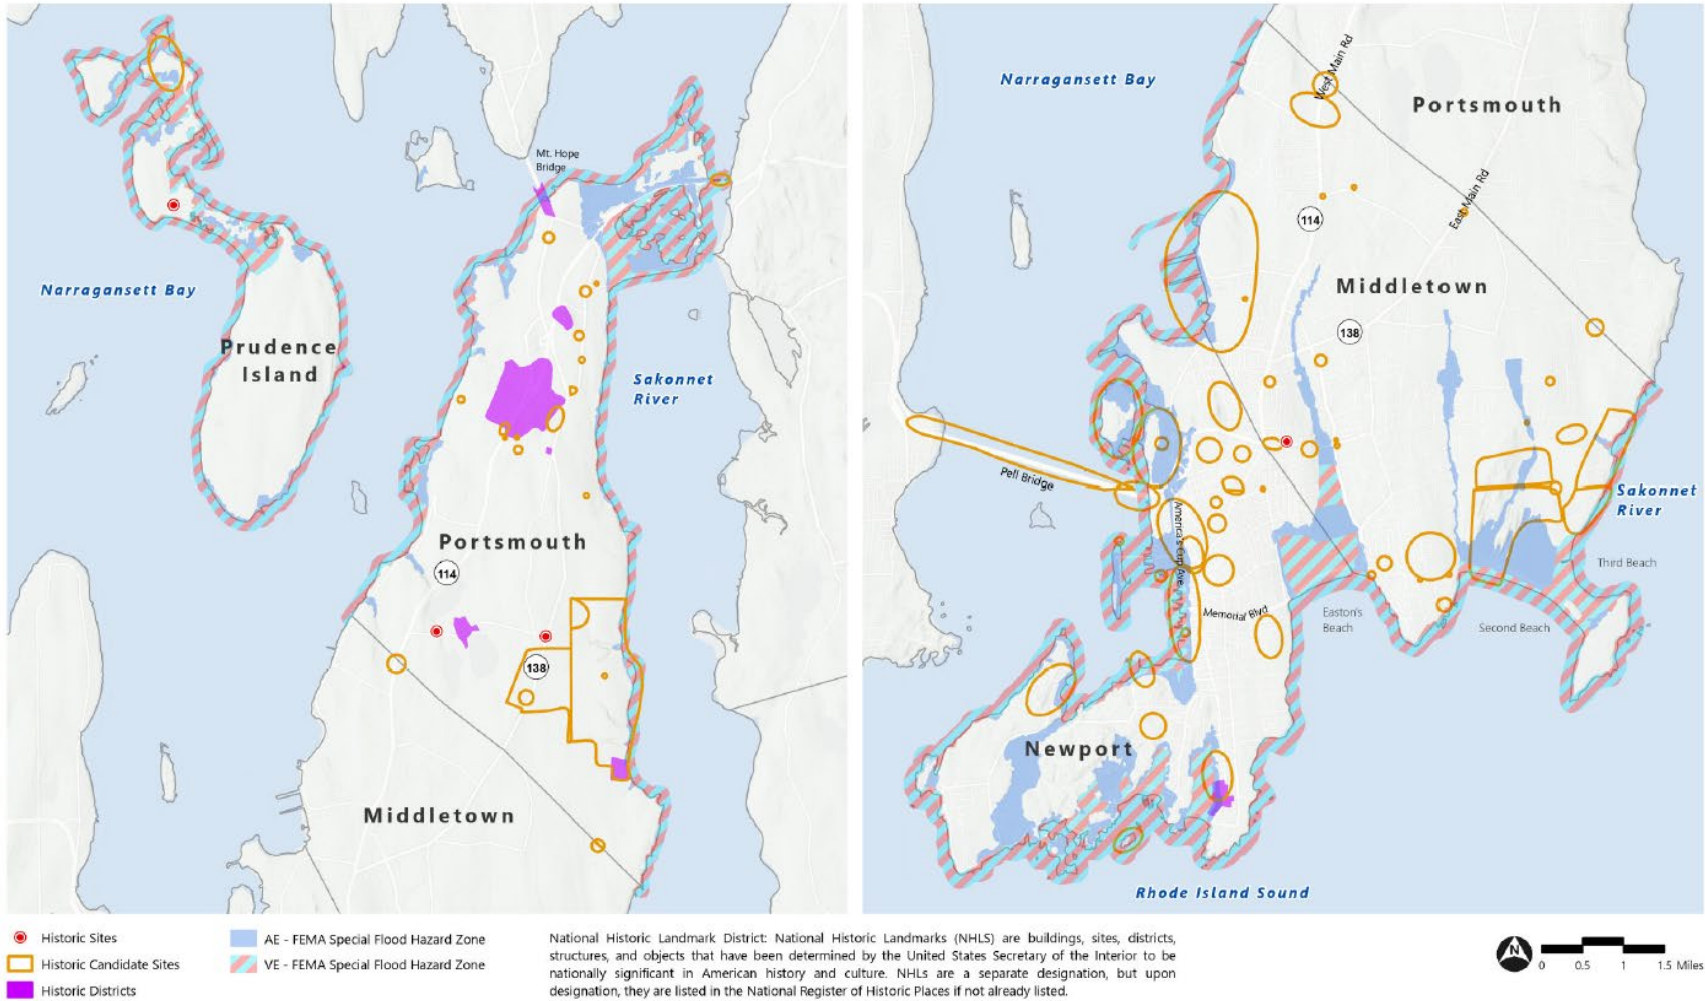 Mt. Hope
Bridge
Narragansett Bay
Prudence
Island
Sakonnet
River
Portsmouth
114
138
Middletown
Narragansett Bay
West Main Rd
Portsmouth
East Main Rd
114
Middletown
138
Pell Bridge
America's Cup Ave
Sakonnet
River
Third Beach
Memorial Blvd
Easton's
Beach
Second Beach
Newport
Rhode Island Sound
Historic Sites
Historic Candidate Sites
Historic Districts
AE - FEMA Special Flood Hazard Zone
VE - FEMA Special Flood Hazard Zone
National Historic Landmark District: National Historic Landmarks (NHLS) are buildings, sites, districts,
structures, and objects that have been determined by the United States Secretary of the Interior to be
nationally significant in American history and culture. NHLs are a separate designation, but upon
designation, they are listed in the National Register of Historic Places if not already listed.
N
0 0.5 1 1.5 Miles